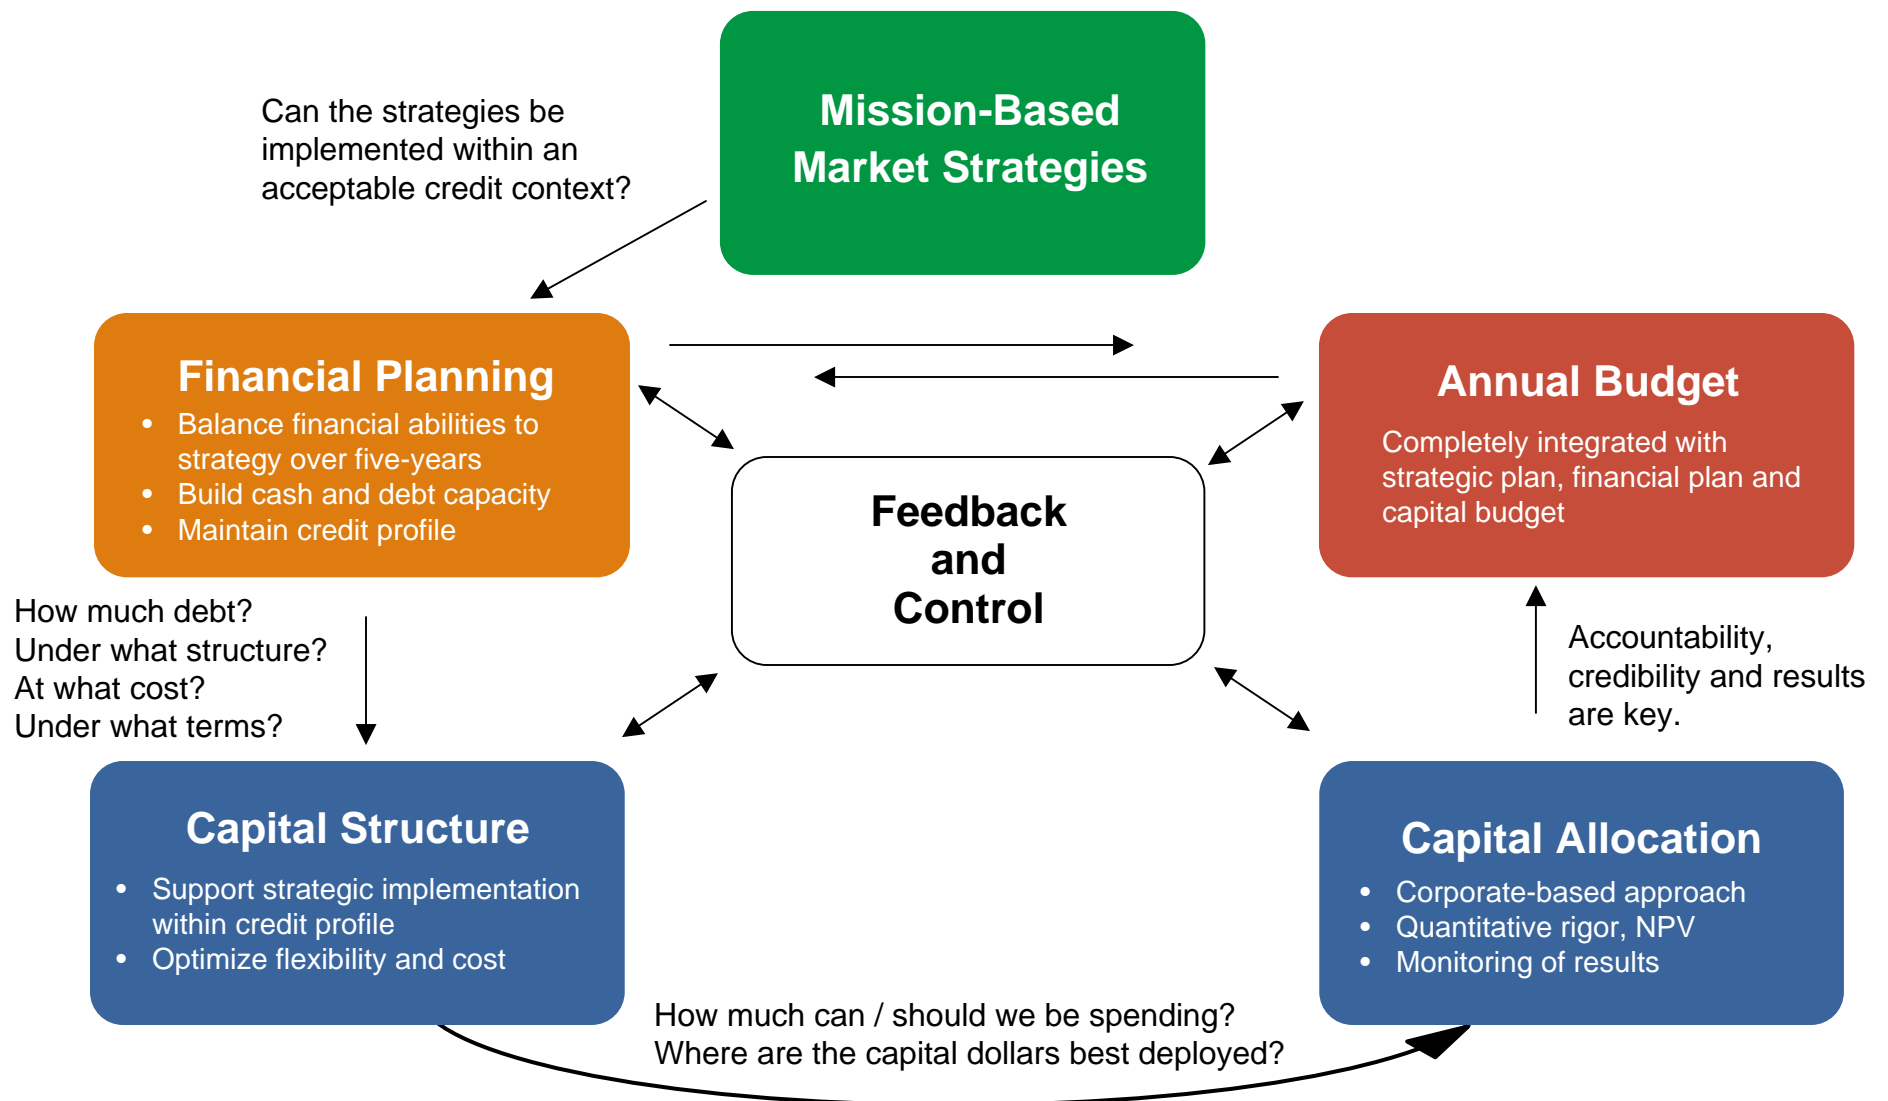 Mission-Based
Market Strategies
Can the strategies be
implemented within an
acceptable credit context?
Financial Planning
• Balance financial abilities to
strategy over five-years
• Build cash and debt capacity
• Maintain credit profile
Annual Budget
Completely integrated with
strategic plan, financial plan and
capital budget
Feedback
and
Control
How much debt?
Under what structure?
At what cost?
Under what terms?
Accountability,
credibility and results
are key.
Capital Structure
• Support strategic implementation
within credit profile
• Optimize flexibility and cost
Capital Allocation
• Corporate-based approach
• Quantitative rigor, NPV
• Monitoring of results
How much can / should we be spending?
Where are the capital dollars best deployed?